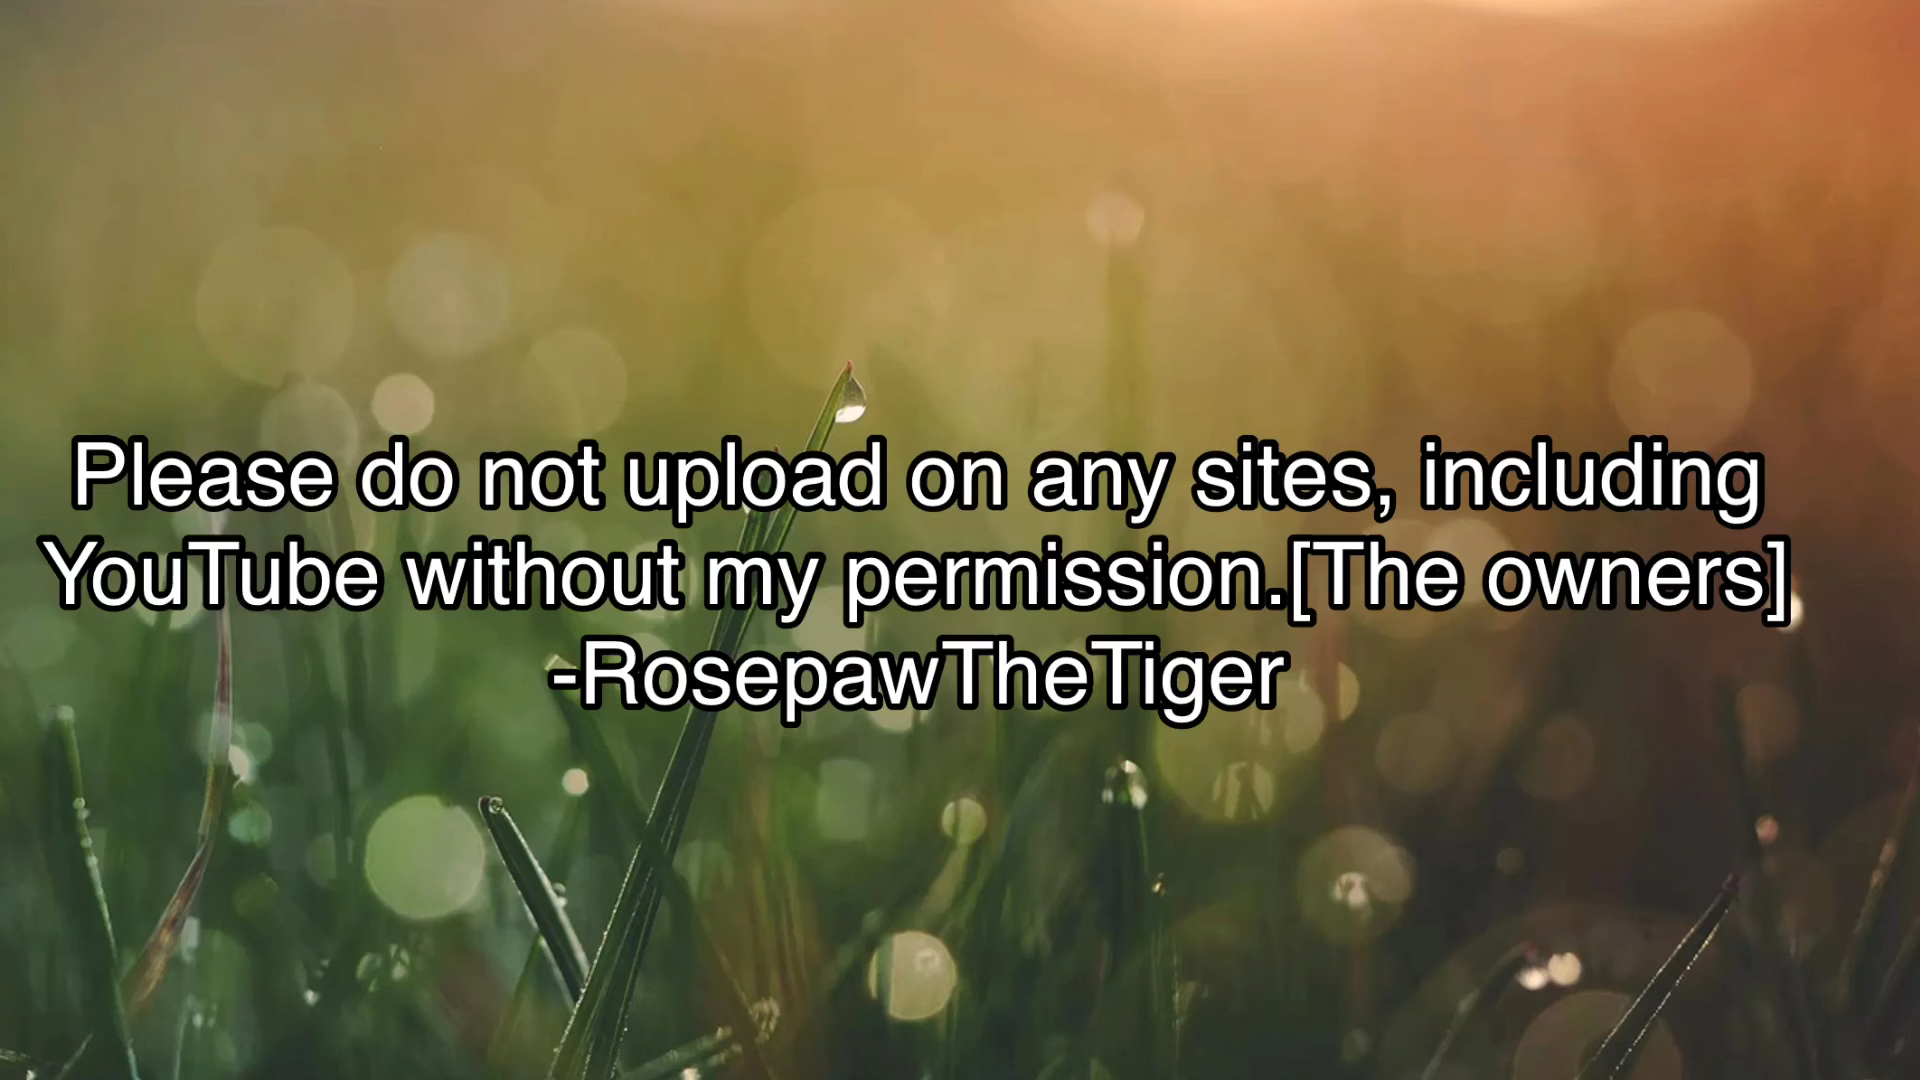 Please do not upload on any sites, including
YouTube without my permission.[The owners]
-RosepawTheTiger